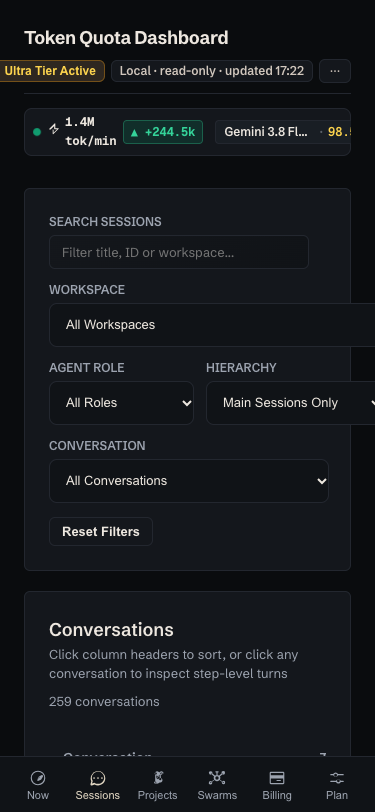 Token Quota Dashboard
Ultra Tier Active
Local · read-only · updated 17:22
...
1.4M
tok/min
▲ +244.5k
Gemini 3.8 Fl... · 98.5
SEARCH SESSIONS
Filter title, ID or workspace...
WORKSPACE
All Workspaces
AGENT ROLE HIERARCHY
All Roles Main Sessions Only
CONVERSATION
All Conversations
Reset Filters
Conversations
Click column headers to sort, or click any
conversation to inspect step-level turns
259 conversations
Conversation
Now Sessions Projects Swarms Billing Plan